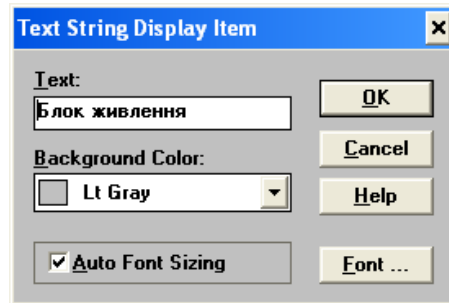 Text String Display Item
Text:
Блок живлення
OK
Background Color:
Cancel
Lt Gray
Help
Auto Font Sizing
Font ...